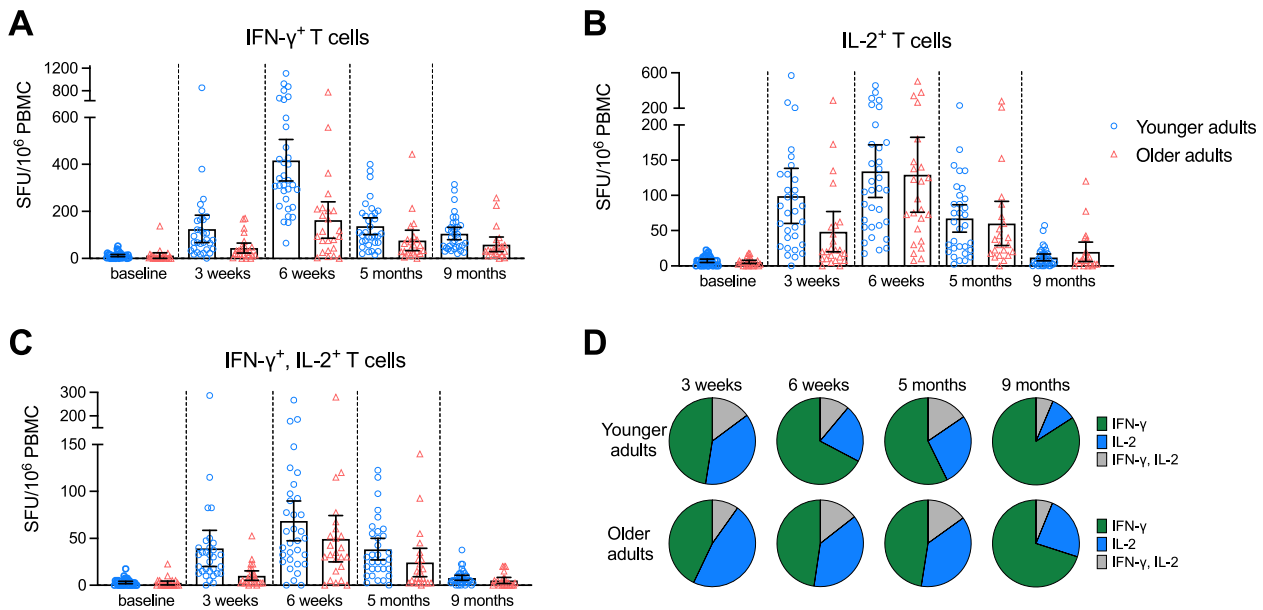 A
IFN-γ⁺ T cells
SFU/10⁶ PBMC
1200
1000
800
600
400
200
0
baseline
3 weeks
6 weeks
5 months
9 months
B
IL-2⁺ T cells
SFU/10⁶ PBMC
600
200
200
150
100
50
0
baseline
3 weeks
6 weeks
5 months
9 months
Younger adults
Older adults
C
IFN-γ⁺, IL-2⁺ T cells
SFU/10⁶ PBMC
300
200
150
100
50
0
baseline
3 weeks
6 weeks
5 months
9 months
D
3 weeks
6 weeks
5 months
9 months
Younger
adults
IFN-γ
IL-2
IFN-γ, IL-2
Older
adults
IFN-γ
IL-2
IFN-γ, IL-2